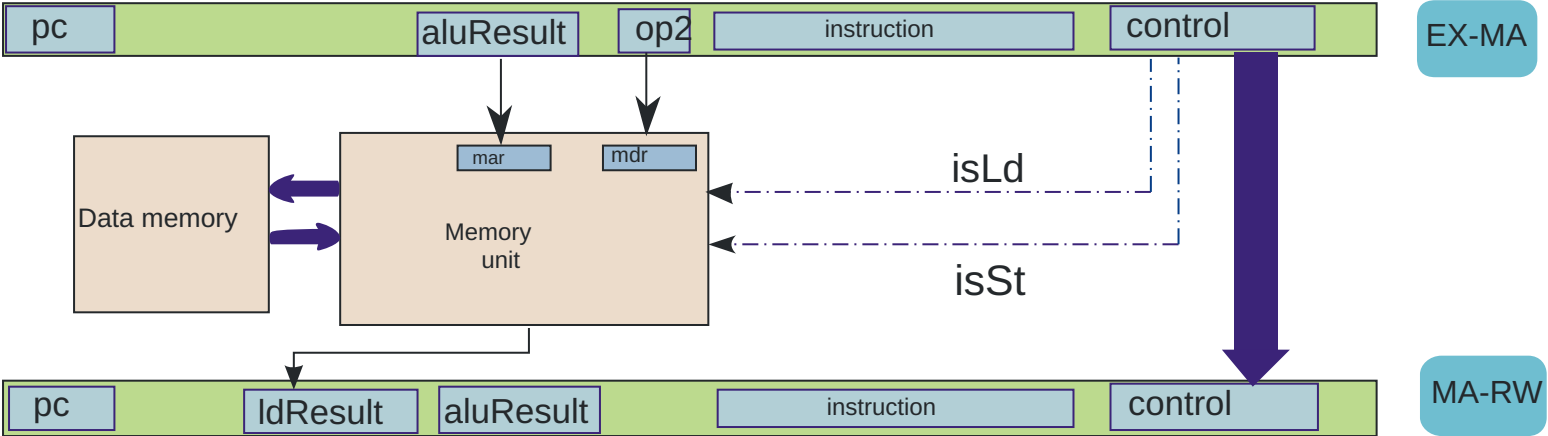 pc
aluResult
op2
instruction
control
EX-MA
mar
mdr
isLd
Data memory
Memory
unit
isSt
pc
ldResult
aluResult
instruction
control
MA-RW